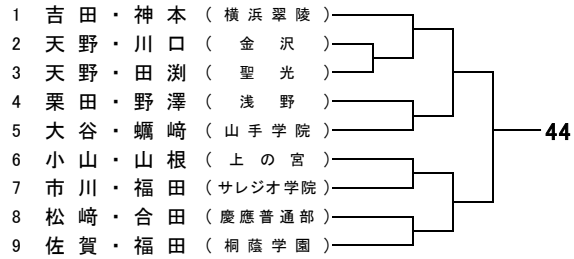 1 吉田・神本 (横浜翠陵)
2 天野・川口 (金沢)
3 天野・田渕 (聖光)
4 栗田・野澤 (浅野)
5 大谷・蠣﨑 (山手学院)
6 小山・山根 (上の宮)
7 市川・福田 (サレジオ学院)
8 松﨑・合田 (慶應普通部)
9 佐賀・福田 (桐蔭学園)
44